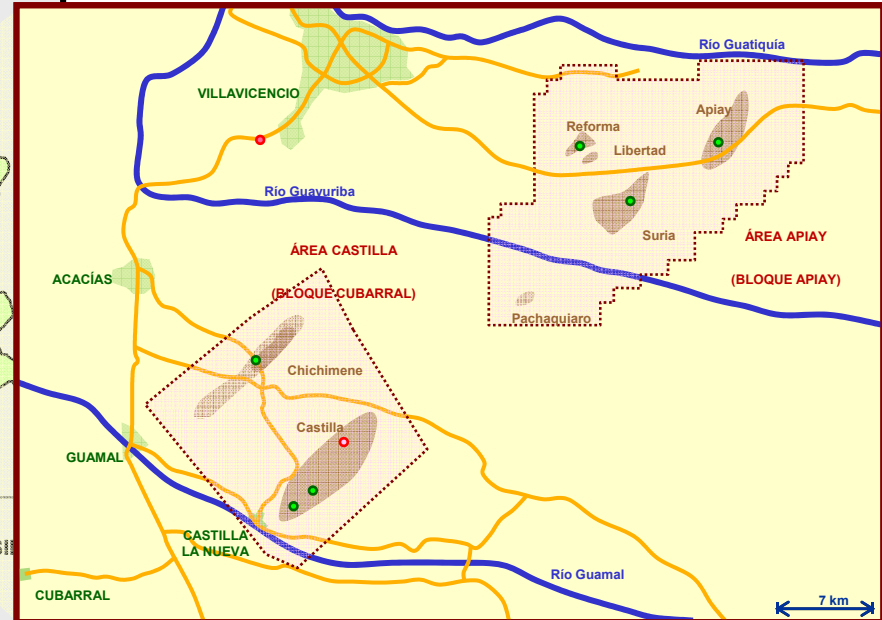 Río Guatiquía
VILLAVICENCIO
Apiay
Reforma
Libertad
Río Guayuriba
Suria
ÁREA APIAY
(BLOQUE APIAY)
ÁREA CASTILLA
(BLOQUE CUBARRAL)
ACACÍAS
Pachaquiaro
Chichimene
Castilla
GUAMAL
CASTILLA
LA NUEVA
Río Guamal
CUBARRAL
7 km